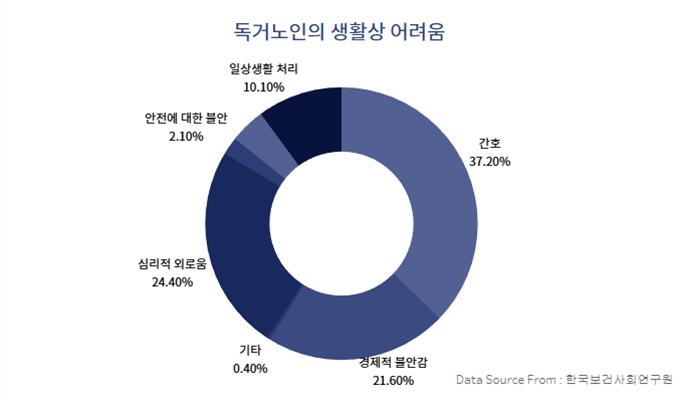 독거노인의 생활상 어려움
일상생활 처리
10.10%
안전에 대한 불안
2.10%
간호
37.20%
심리적 외로움
24.40%
기타
0.40%
경제적 불안감
21.60%
Data Source From : 한국보건사회연구원